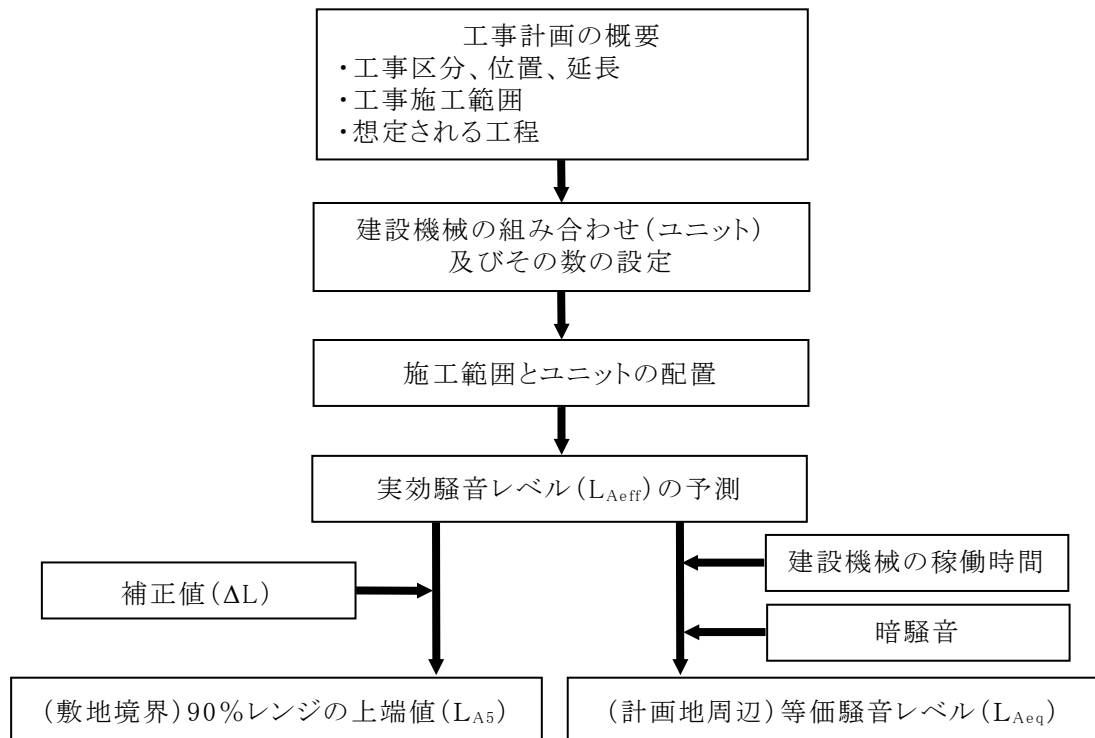 工事計画の概要
・工事区分、位置、延長
・工事施工範囲
・想定される工程
建設機械の組み合わせ(ユニット)
及びその数の設定
施工範囲とユニットの配置
実効騒音レベル(LAeff)の予測
補正値(ΔL)
建設機械の稼働時間
暗騒音
(敷地境界)90%レンジの上端値(LA5)
(計画地周辺)等価騒音レベル(LAeq)